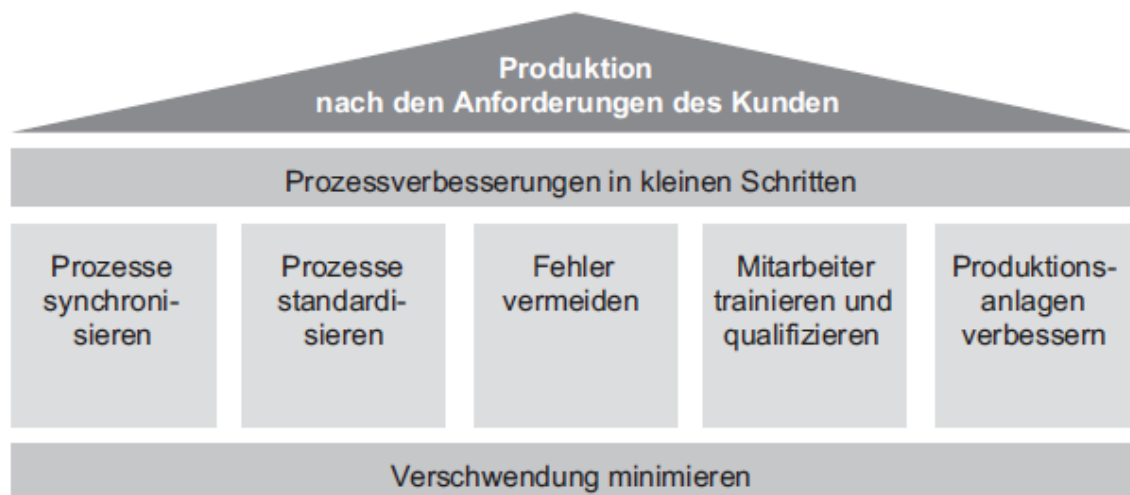 Produktion
nach den Anforderungen des Kunden
Prozessverbesserungen in kleinen Schritten
Prozesse
synchroni-
sieren
Prozesse
standardi-
sieren
Fehler
vermeiden
Mitarbeiter
trainieren und
qualifizieren
Produktions-
anlagen
verbessern
Verschwendung minimieren